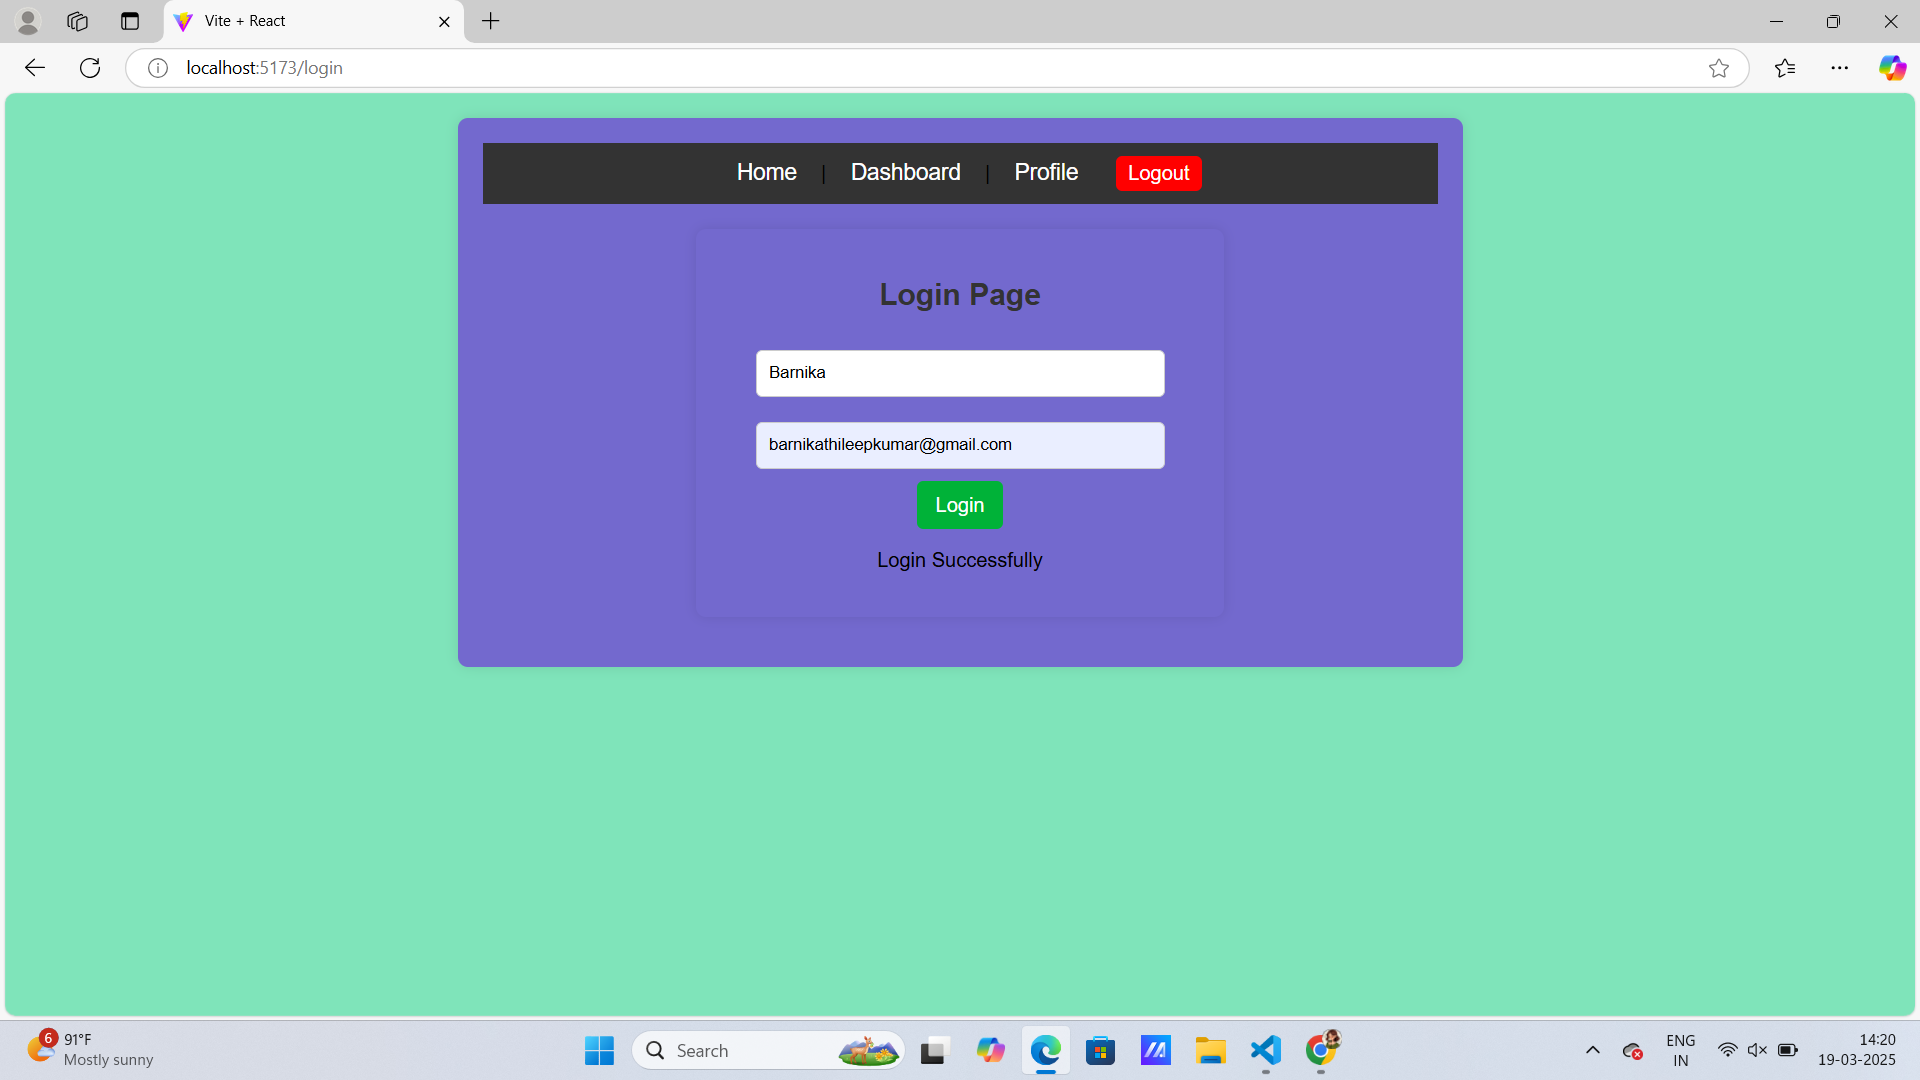 Vite + React
localhost:5173/login
Home | Dashboard | Profile Logout
Login Page
Barnika
barnikathileepkumar@gmail.com
Login
Login Successfully
6
91°F
Mostly sunny
Search
ENG
IN
14:20
19-03-2025